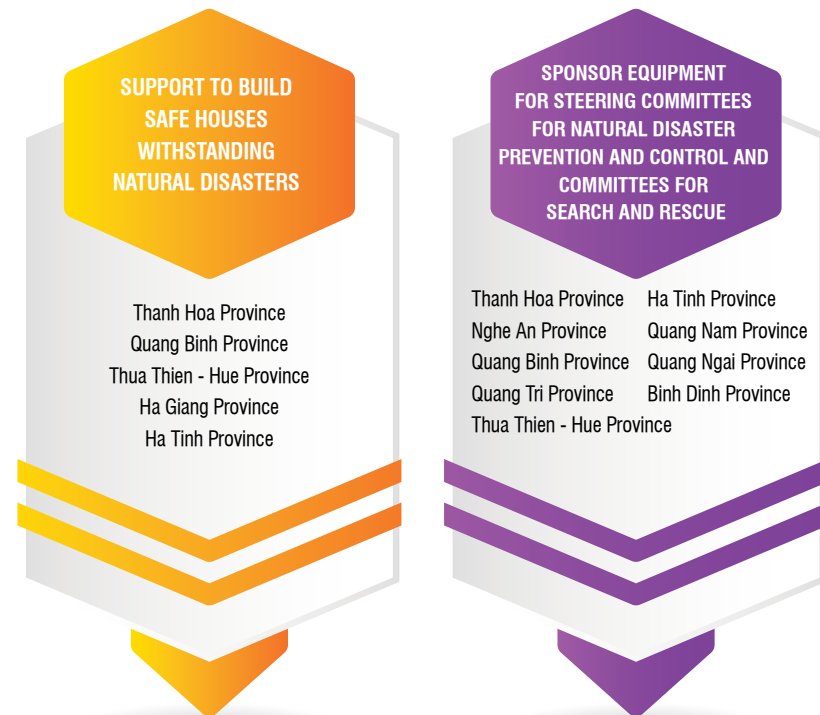 SUPPORT TO BUILD
SAFE HOUSES
WITHSTANDING
NATURAL DISASTERS
Thanh Hoa Province
Quang Binh Province
Thua Thien - Hue Province
Ha Giang Province
Ha Tinh Province
SPONSOR EQUIPMENT
FOR STEERING COMMITTEES
FOR NATURAL DISASTER
PREVENTION AND CONTROL AND
COMMITTEES FOR
SEARCH AND RESCUE
Thanh Hoa Province
Nghe An Province
Quang Binh Province
Quang Tri Province
Thua Thien - Hue Province
Ha Tinh Province
Quang Nam Province
Quang Ngai Province
Binh Dinh Province